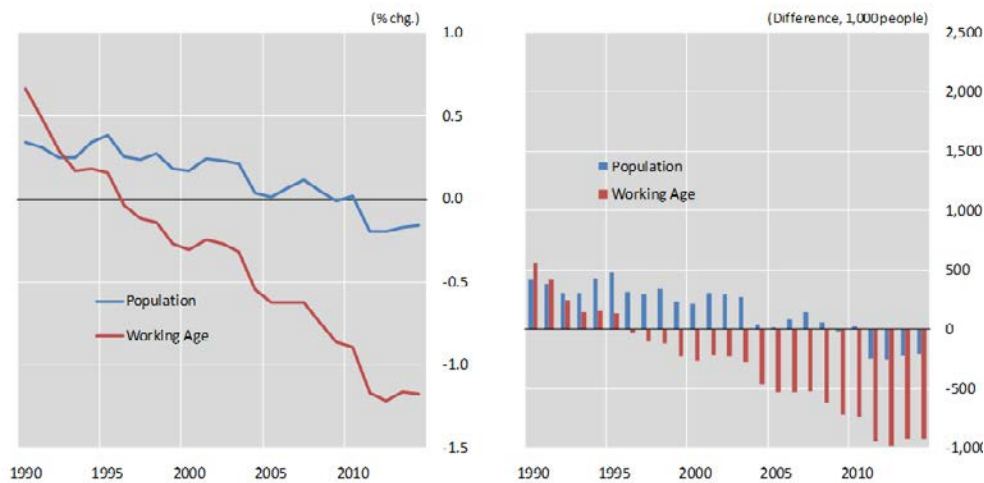 (% chg.)
1.0
0.5
0.0
-0.5
-1.0
-1.5
Population
Working Age
1990 1995 2000 2005 2010
(Difference, 1,000 people)
2,500
2,000
1,500
1,000
500
0
-500
-1,000
Population
Working Age
1990 1995 2000 2005 2010